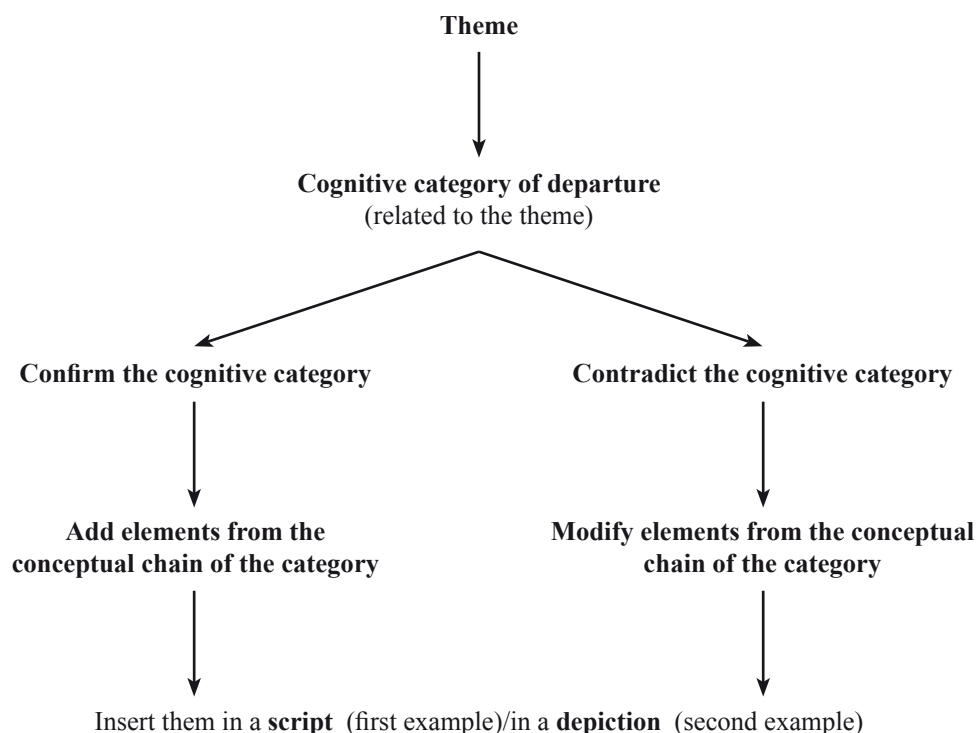 Theme
Cognitive category of departure
(related to the theme)
Confirm the cognitive category
Contradict the cognitive category
Add elements from the
conceptual chain of the category
Modify elements from the conceptual
chain of the category
Insert them in a script (first example)/in a depiction (second example)